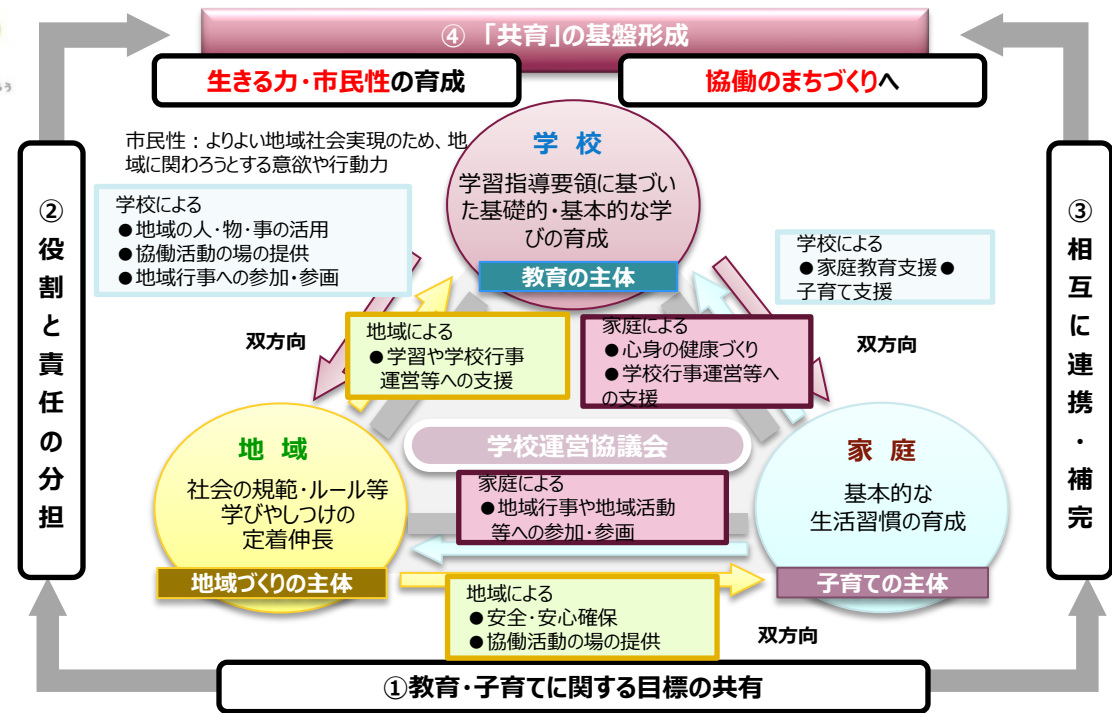 ④ 「共育」の基盤形成
生きる力・市民性の育成
協働のまちづくりへ
市民性：よりよい地域社会実現のため、地
域に関わろうとする意欲や行動力
学 校
学習指導要領に基づい
た基礎的・基本的な学
びの育成
教育の主体
②役割と責任の分担
③相互に連携・補完
学校による
●地域の人・物・事の活用
●協働活動の場の提供
●地域行事への参加・参画
学校による
●家庭教育支援●
子育て支援
双方向
地域による
●学習や学校行事
運営等への支援
家庭による
●心身の健康づくり
●学校行事運営等へ
の支援
双方向
学校運営協議会
地 域
社会の規範・ルール等
学びやしつけの
定着伸長
地域づくりの主体
家庭による
●地域行事や地域活動
等への参加・参画
家 庭
基本的な
生活習慣の育成
子育ての主体
地域による
●安全・安心確保
●協働活動の場の提供
双方向
①教育・子育てに関する目標の共有